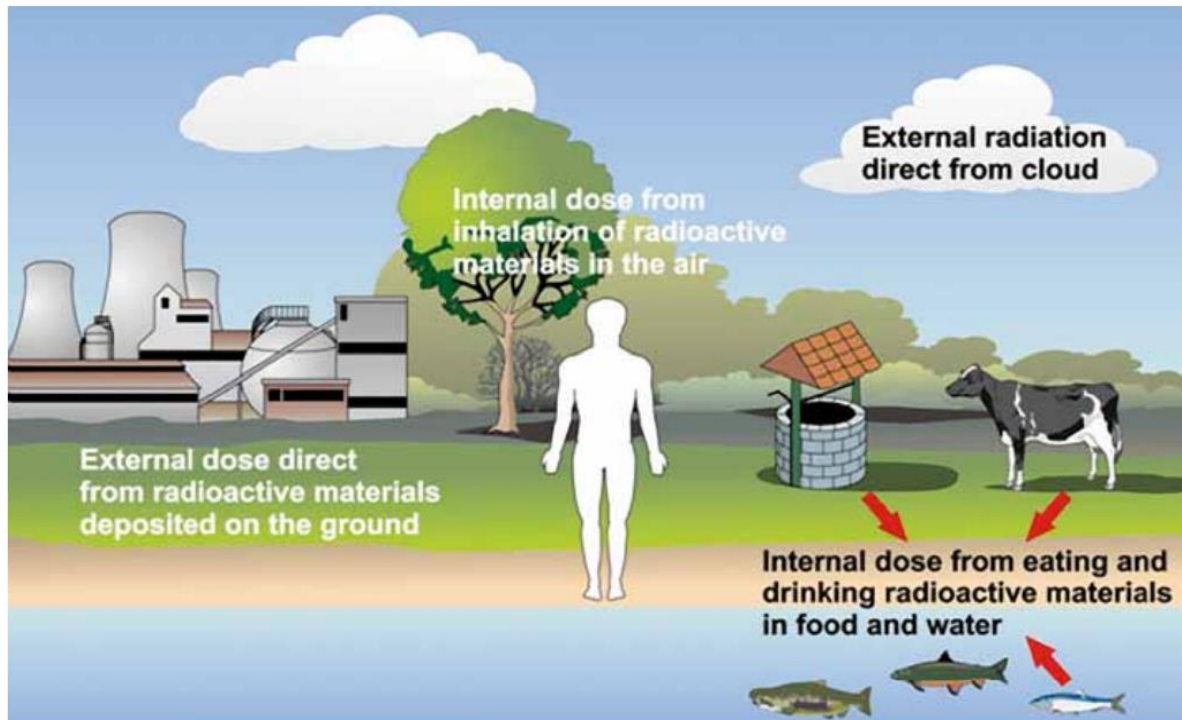 External radiation
direct from cloud
Internal dose from
inhalation of radioactive
materials in the air
External dose direct
from radioactive materials
deposited on the ground
Internal dose from eating and
drinking radioactive materials
in food and water